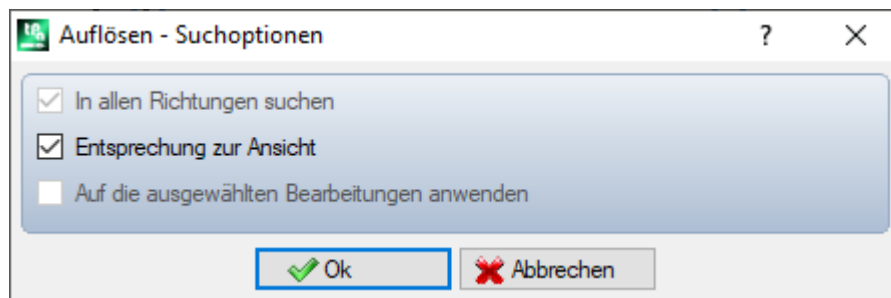 Auflösen - Suchoptionen
In allen Richtungen suchen
Entsprechung zur Ansicht
Auf die ausgewählten Bearbeitungen anwenden
Ok Abbrechen